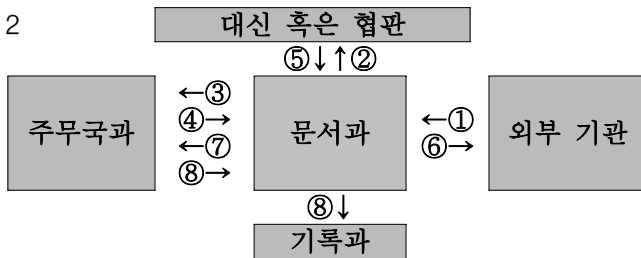 2
대신 혹은 협판
⑤↓↑②
←③
④→
←⑦
⑧→
주무국과
문서과
←①
⑥→
외부 기관
⑧↓
기록과